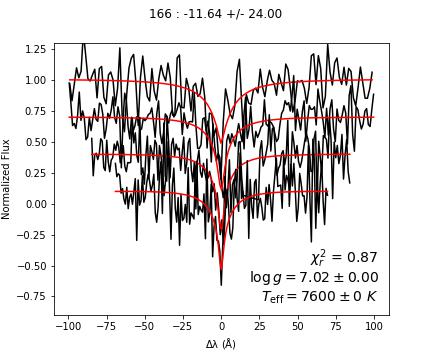 166 : -11.64 +/- 24.00
1.25
1.00
0.75
0.50
0.25
0.00
−0.25
−0.50
−0.75
Normalized Flux
χ²ᵣ = 0.87
log g = 7.02 ± 0.00
T_eff = 7600 ± 0 K
−100 −75 −50 −25 0 25 50 75 100
Δλ (Å)